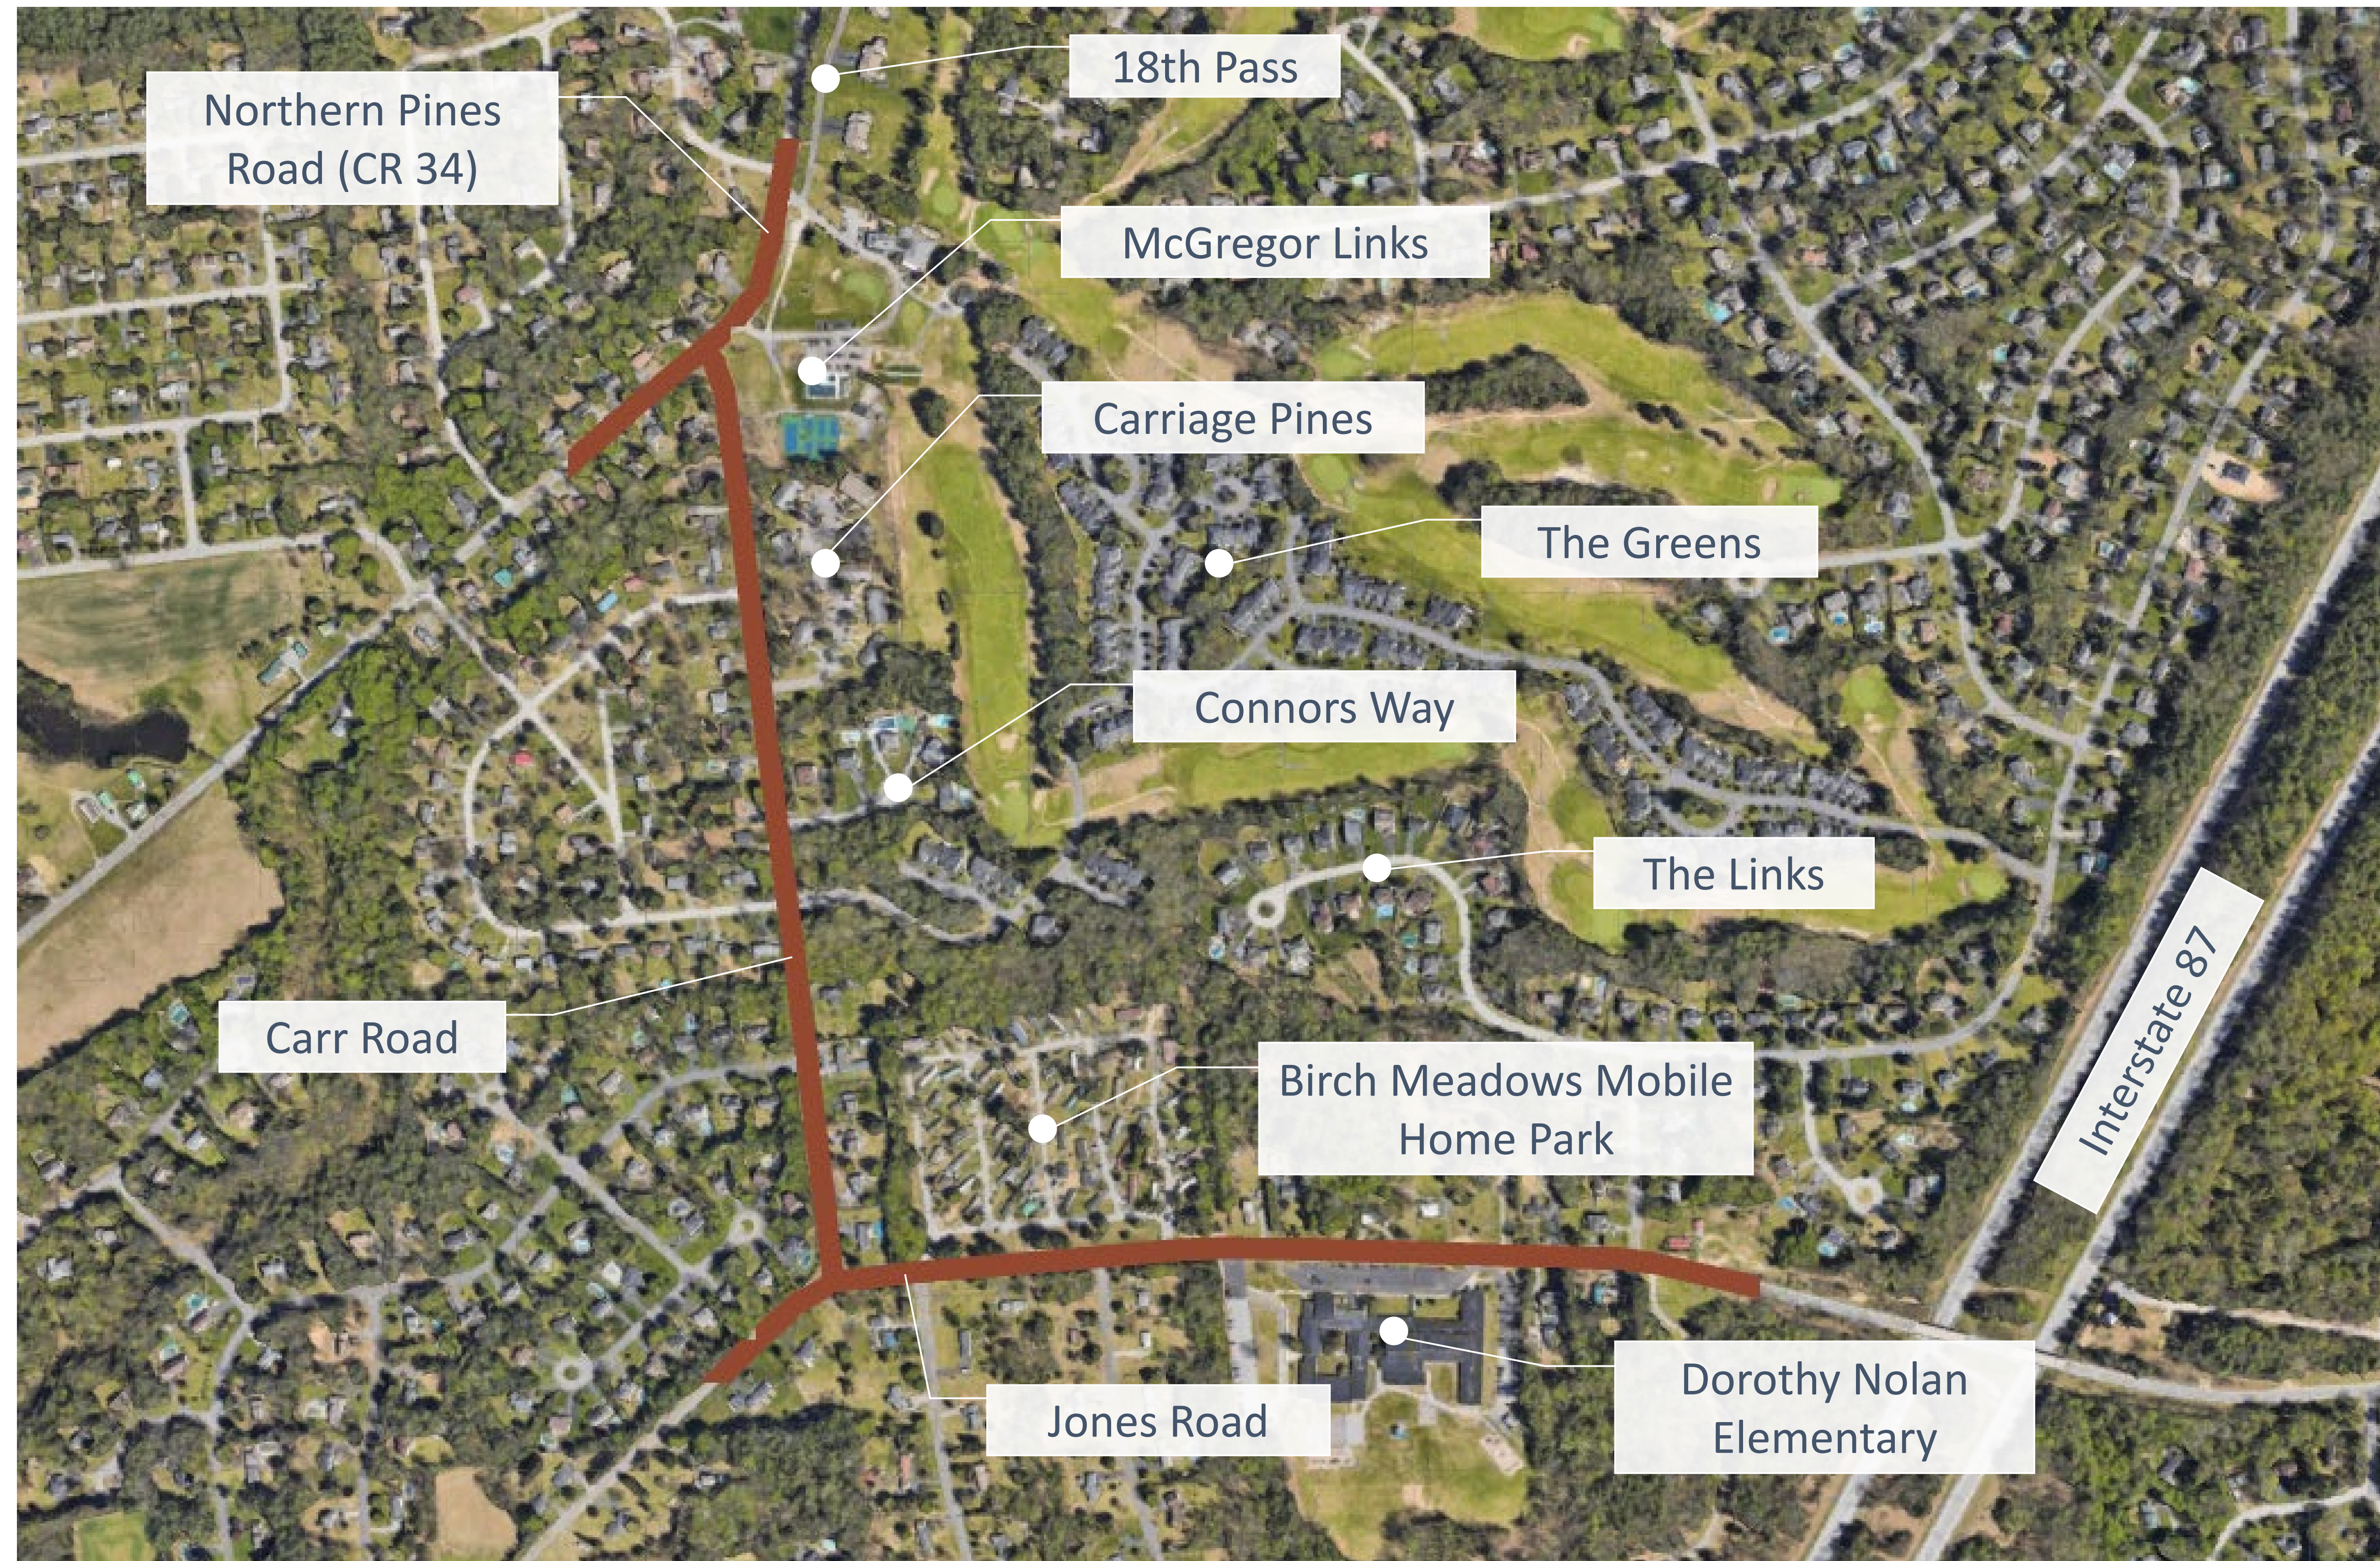 18th Pass
Northern Pines
Road (CR 34)
McGregor Links
Carriage Pines
The Greens
Connors Way
The Links
Interstate 87
Carr Road
Birch Meadows Mobile
Home Park
Dorothy Nolan
Elementary
Jones Road